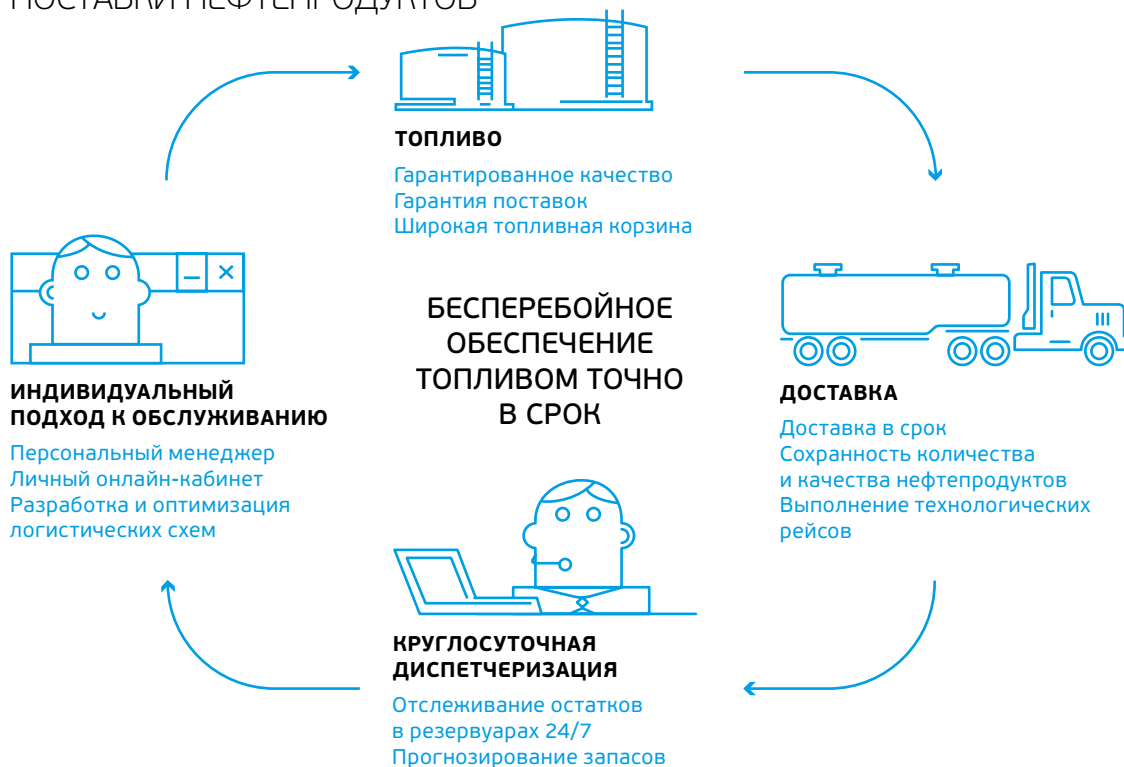 ПОСТАВКИ НЕФТЕПРОДУКТОВ
ТОПЛИВО
Гарантированное качество
Гарантия поставок
Широкая топливная корзина
ИНДИВИДУАЛЬНЫЙ
ПОДХОД К ОБСЛУЖИВАНИЮ
Персональный менеджер
Личный онлайн-кабинет
Разработка и оптимизация
логистических схем
БЕСПЕРЕБОЙНОЕ
ОБЕСПЕЧЕНИЕ
ТОПЛИВОМ ТОЧНО
В СРОК
ДОСТАВКА
Доставка в срок
Сохранность количества
и качества нефтепродуктов
Выполнение технологических
рейсов
КРУГЛОСУТОЧНАЯ
ДИСПЕТЧЕРИЗАЦИЯ
Отслеживание остатков
в резервуарах 24/7
Прогнозирование запасов